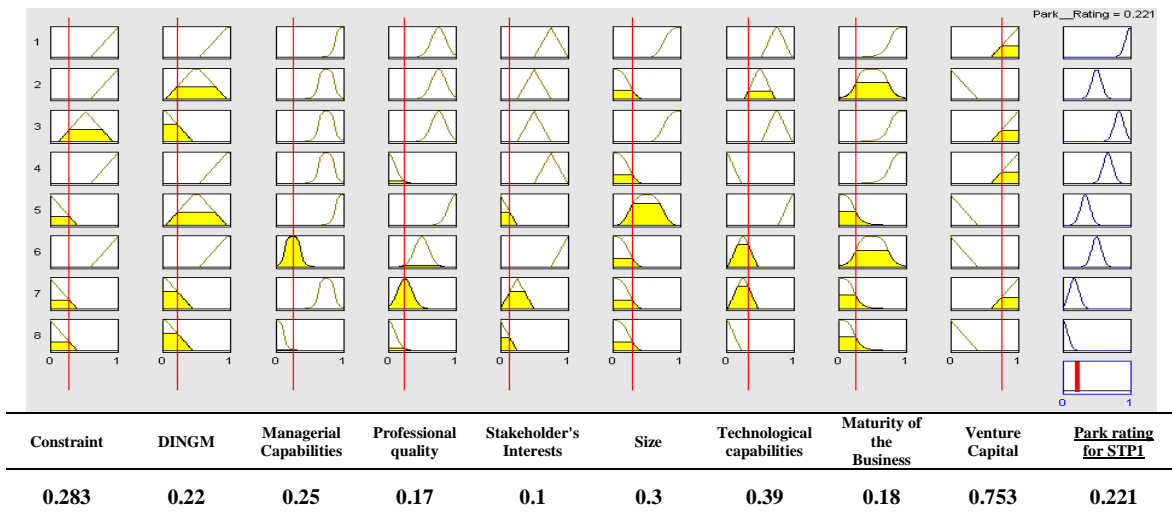 Park__Rating = 0.221
1
2
3
4
5
6
7
8
0 1 0 1 0 1 0 1 0 1 0 1 0 1 0 1 0 1
0 1
Constraint DINGM Managerial Capabilities Professional quality Stakeholder's Interests Size Technological capabilities Maturity of the Business Venture Capital Park rating for STP1
0.283 0.22 0.25 0.17 0.1 0.3 0.39 0.18 0.753 0.221